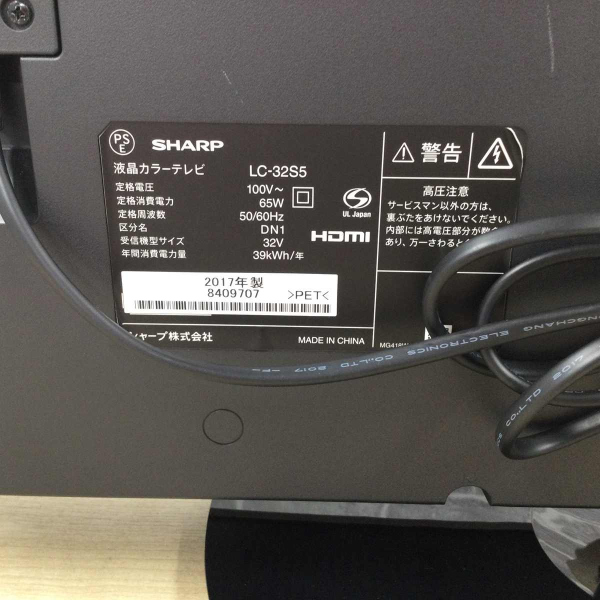 PS
E
SHARP
液晶カラーテレビ LC-32S5
定格電圧 100V~
定格消費電力 65W
定格周波数 50/60Hz
区分名 DN1
受信機型サイズ 32V
年間消費電力量 39kWh/年
UL Japan
HDMI
2017年製
8409707 >PET<
シャープ株式会社
MADE IN CHINA
警告
高圧注意
サービスマン以外の方は、
裏ぶたをあけないでください。
内部には高電圧部分が数
あり、万一さわると
ELECTRONICS CO.,LTD 2017
CO.,LTD 2017